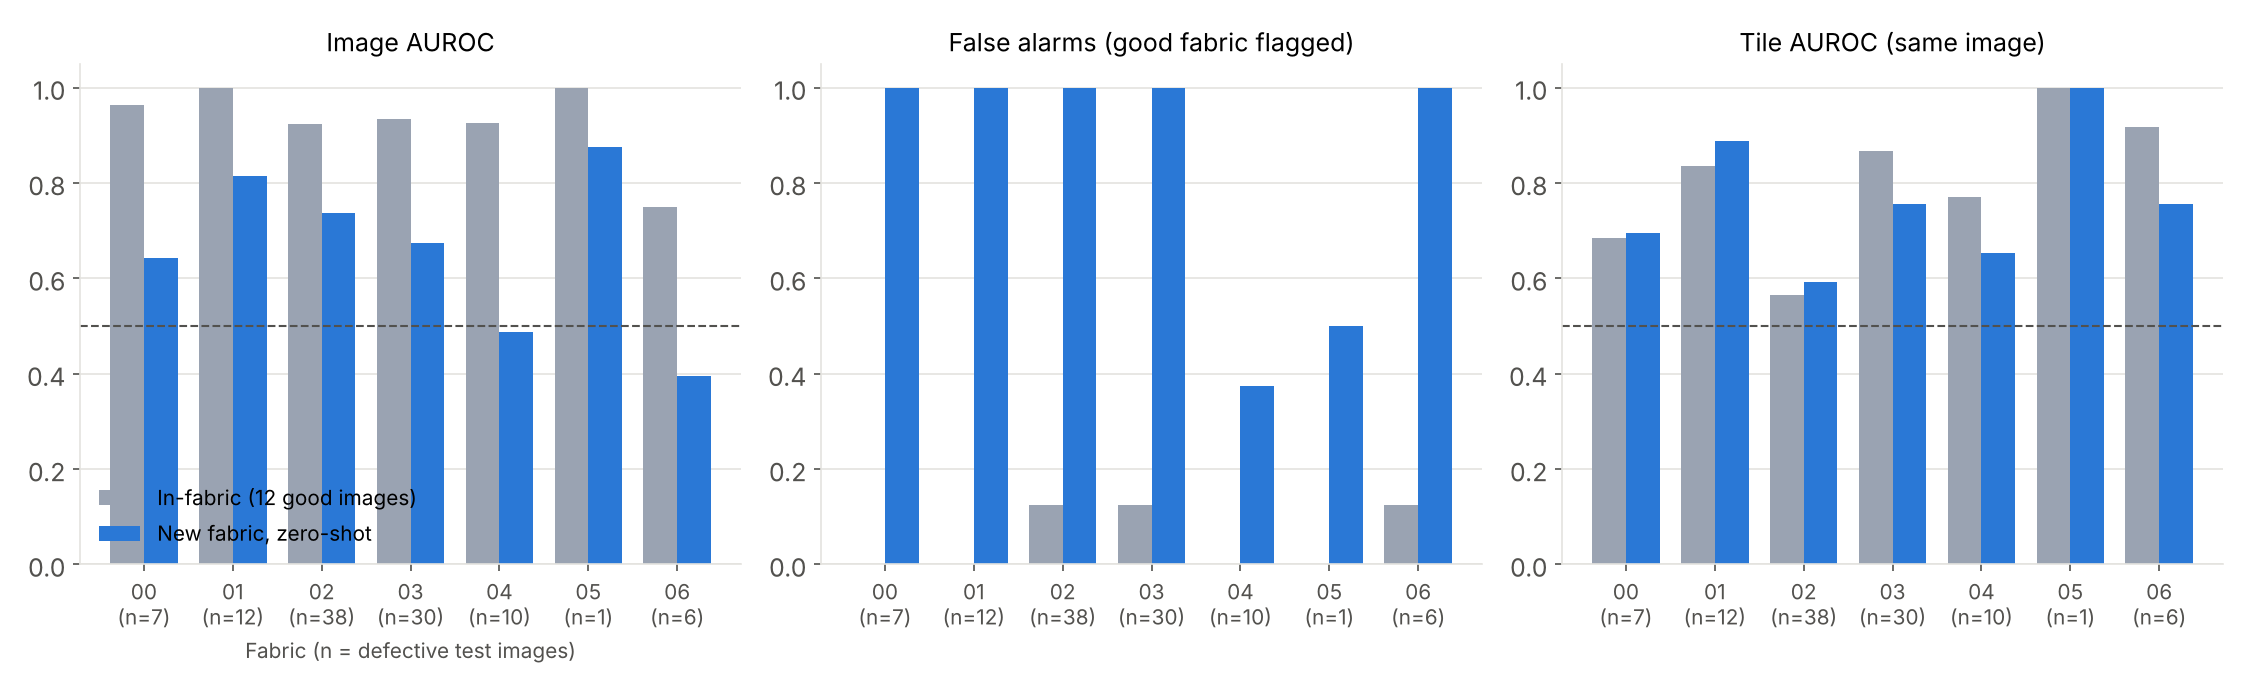 Image AUROC
1.0
0.8
0.6
0.4
0.2
0.0
In-fabric (12 good images)
New fabric, zero-shot
00 01 02 03 04 05 06
(n=7) (n=12) (n=38) (n=30) (n=10) (n=1) (n=6)
Fabric (n = defective test images)
False alarms (good fabric flagged)
1.0
0.8
0.6
0.4
0.2
0.0
00 01 02 03 04 05 06
(n=7) (n=12) (n=38) (n=30) (n=10) (n=1) (n=6)
Tile AUROC (same image)
1.0
0.8
0.6
0.4
0.2
0.0
00 01 02 03 04 05 06
(n=7) (n=12) (n=38) (n=30) (n=10) (n=1) (n=6)